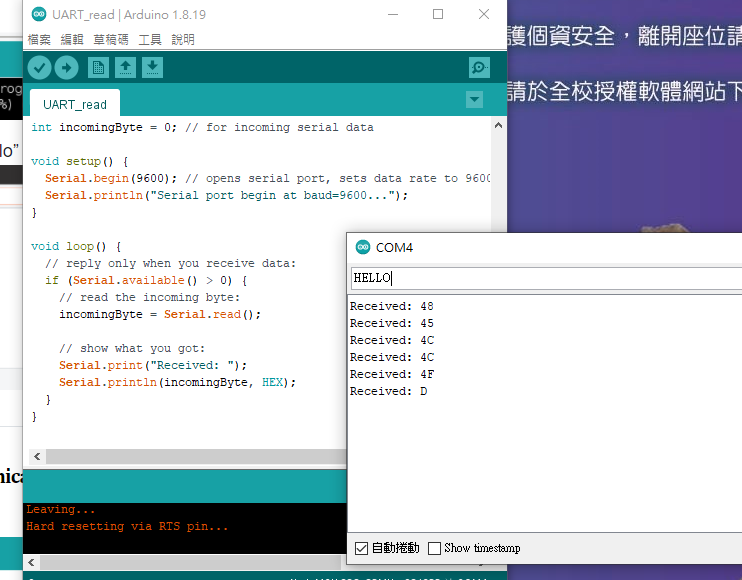 UART_read | Arduino 1.8.19
檔案 編輯 草稿碼 工具 說明
UART_read
int incomingByte = 0; // for incoming serial data
void setup() {
Serial.begin(9600); // opens serial port, sets data rate to 9600
Serial.println("Serial port begin at baud=9600...");
}
void loop() {
// reply only when you receive data:
if (Serial.available() > 0) {
// read the incoming byte:
incomingByte = Serial.read();
// show what you got:
Serial.print("Received: ");
Serial.println(incomingByte, HEX);
}
}
Leaving...
Hard resetting via RTS pin...
護個資安全，離開座位請
請於全校授權軟體網站下
COM4
HELLO
Received: 48
Received: 45
Received: 4C
Received: 4C
Received: 4F
Received: D
自動捲動 Show timestamp